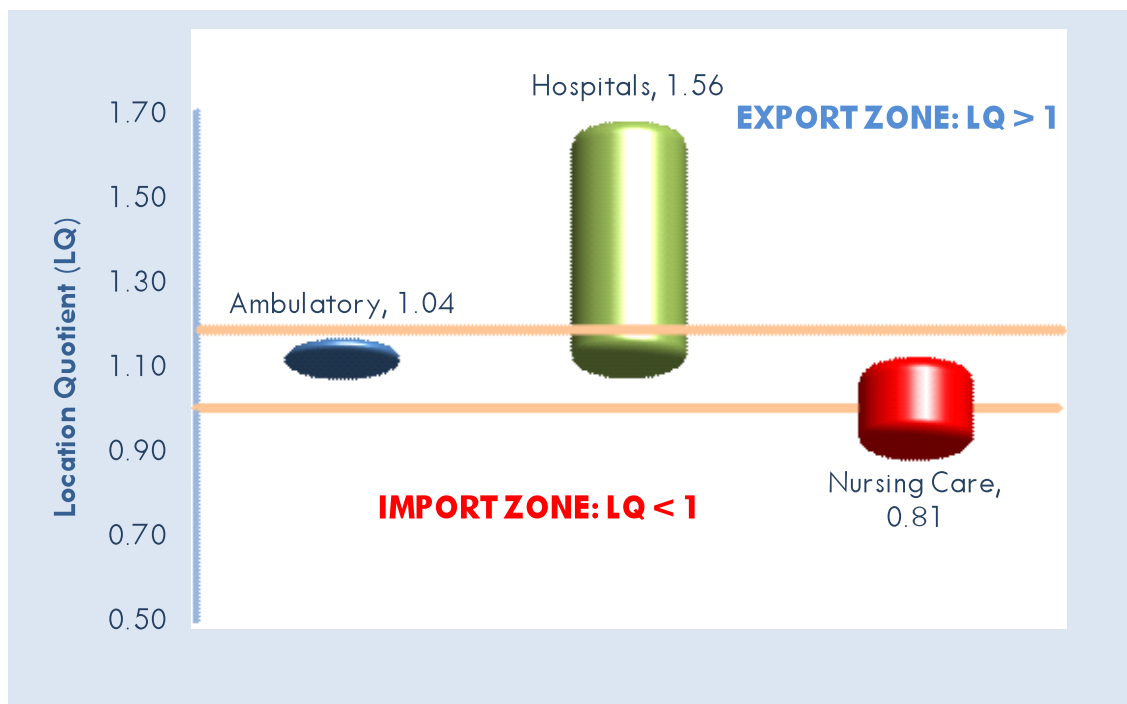 Hospitals, 1.56
EXPORT ZONE: LQ > 1
1.70
1.50
1.30
Ambulatory, 1.04
1.10
0.90
Nursing Care,
0.81
IMPORT ZONE: LQ < 1
0.70
0.50
Location Quotient (LQ)